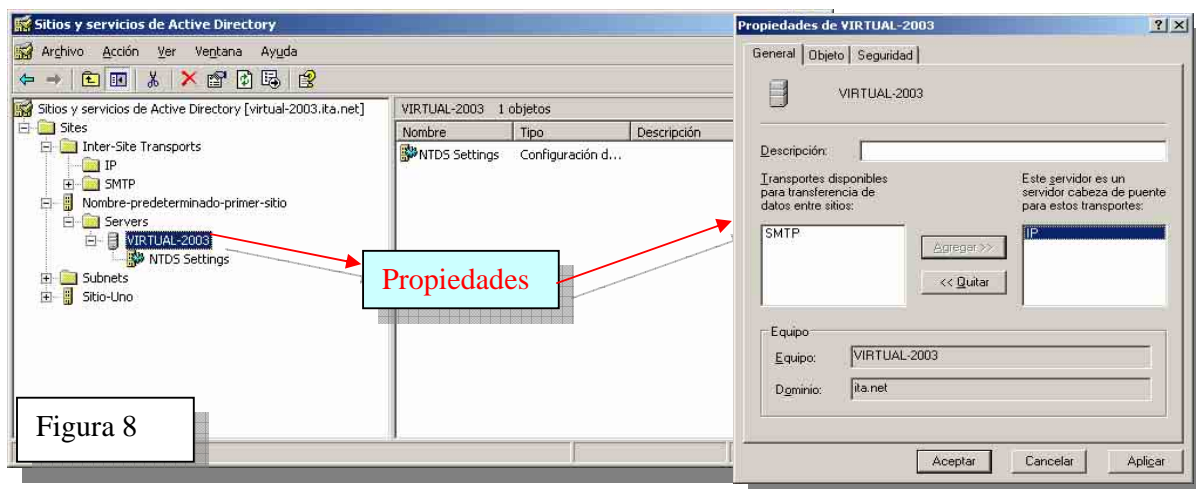 Sitios y servicios de Active Directory
Archivo Acción Ver Ventana Ayuda
Sitios y servicios de Active Directory [virtual-2003.ita.net]
Sites
Inter-Site Transports
IP
SMTP
Nombre-predeterminado-primer-sitio
Servers
VIRTUAL-2003
NTDS Settings
Subnets
Sitio-Uno
VIRTUAL-2003 1 objetos
Nombre Tipo Descripción
NTDS Settings Configuración d...
Propiedades
Figura 8
Propiedades de VIRTUAL-2003
General Objeto Seguridad
VIRTUAL-2003
Descripción:
Transportes disponibles
para transferencia de
datos entre sitios:
SMTP
Agregar >>
<< Quitar
Este servidor es un
servidor cabeza de puente
para estos transportes:
IP
Equipo
Equipo: VIRTUAL-2003
Dominio: ita.net
Aceptar Cancelar Aplicar